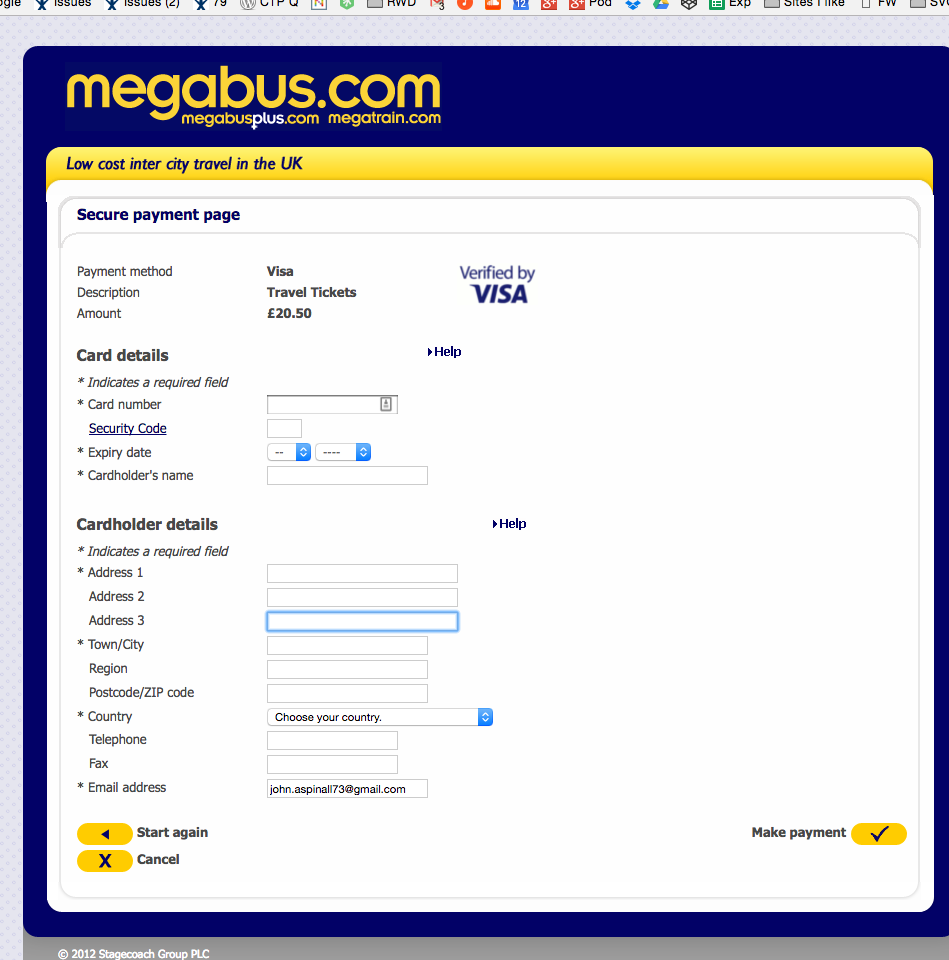 Issues Issues (2) 79 CTP Q N RWD 3 12 8+ 8+ Pod Exp Sites I like FW
megabus.com
megabusplus.com megatrain.com
Low cost inter city travel in the UK
Secure payment page
Payment method Visa Verified by
Description Travel Tickets VISA
Amount £20.50
Card details Help
* Indicates a required field
* Card number
Security Code
* Expiry date -- ----
* Cardholder's name
Cardholder details Help
* Indicates a required field
* Address 1
Address 2
Address 3
* Town/City
Region
Postcode/ZIP code
* Country Choose your country.
Telephone
Fax
* Email address john.aspinall73@gmail.com
Start again Make payment
X Cancel
© 2012 Stagecoach Group PLC